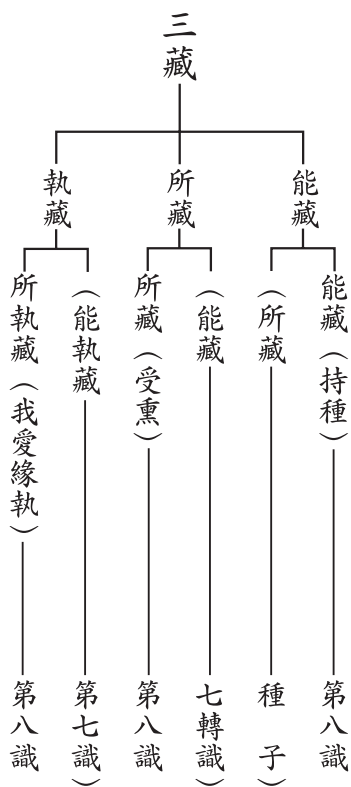 三藏
能藏
能藏（持種）
第八識
（所藏
種子）
所藏
（能藏
七轉識）
所藏（受熏）
第八識
執藏
（能執藏
第七識）
所執藏（我愛緣執）
第八識